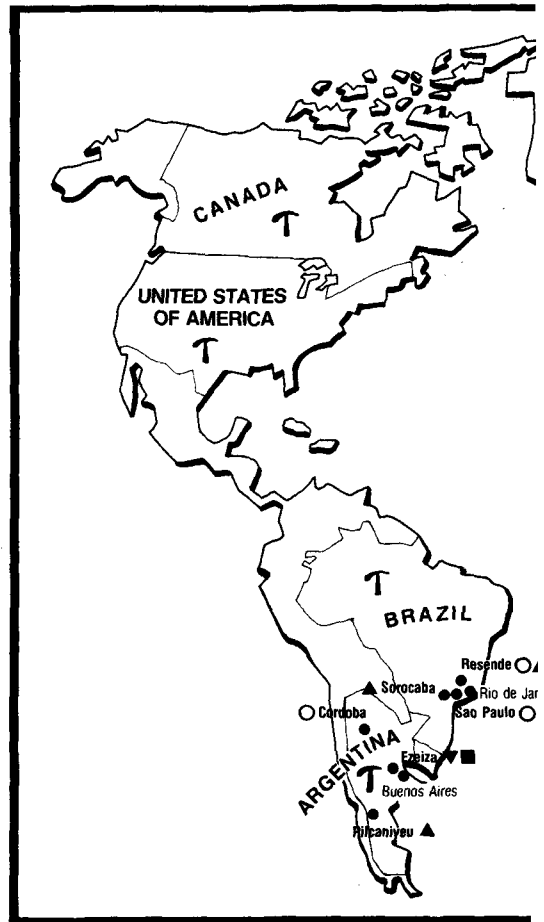 CANADA
UNITED STATES
OF AMERICA
BRAZIL
Resende
Sorocaba
Rio de Jan
Cordoba
Sao Paulo
ARGENTINA
Ezeiza
Buenos Aires
Pilcaniyeu